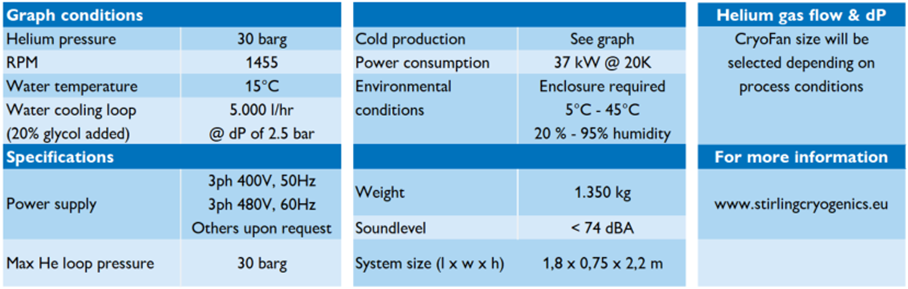 Graph conditions
Helium pressure 30 barg
RPM 1455
Water temperature 15°C
Water cooling loop 5.000 l/hr
(20% glycol added) @ dP of 2.5 bar
Specifications
3ph 400V, 50Hz
Power supply 3ph 480V, 60Hz
Others upon request
Max He loop pressure 30 barg
Cold production See graph
Power consumption 37 kW @ 20K
Environmental Enclosure required
conditions 5°C - 45°C
20 % - 95% humidity
Weight 1.350 kg
Soundlevel < 74 dBA
System size (l x w x h) 1,8 x 0,75 x 2,2 m
Helium gas flow & dP
CryoFan size will be
selected depending on
process conditions
For more information
www.stirlingcryogenics.eu